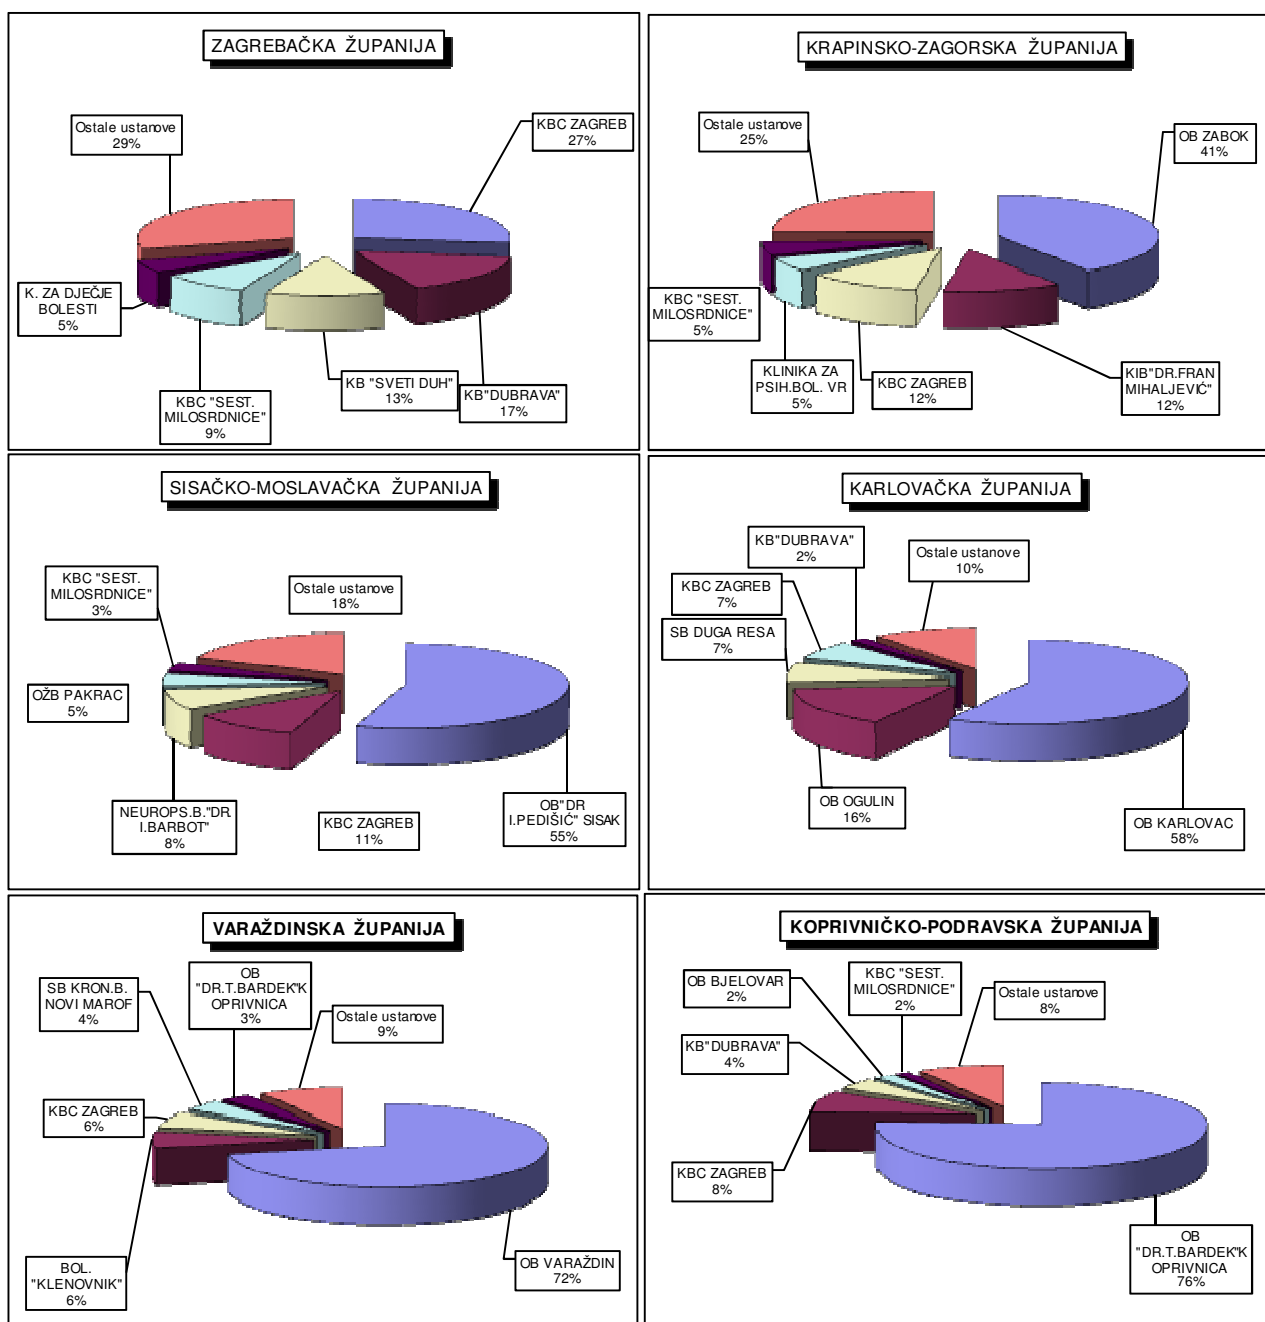 ZAGREBAČKA ŽUPANIJA
Ostale ustanove
29%
KBC ZAGREB
27%
K. ZA DJEČJE
BOLESTI
5%
KBC "SEST.
MILOSRDNICE"
9%
KB "SVETI DUH"
13%
KB"DUBRAVA"
17%
KRAPINSKO-ZAGORSKA ŽUPANIJA
Ostale ustanove
25%
OB ZABOK
41%
KBC "SEST.
MILOSRDNICE"
5%
KLINIKA ZA
PSIH.BOL. VR
5%
KBC ZAGREB
12%
KIB"DR.FRAN
MIHALJEVIĆ"
12%
SISAČKO-MOSLAVAČKA ŽUPANIJA
KBC "SEST.
MILOSRDNICE"
3%
Ostale ustanove
18%
OŽB PAKRAC
5%
NEUROPS.B."DR.
I.BARBOT"
8%
KBC ZAGREB
11%
OB"DR
I.PEDIŠIĆ" SISAK
55%
KARLOVAČKA ŽUPANIJA
KB"DUBRAVA"
2%
Ostale ustanove
10%
KBC ZAGREB
7%
SB DUGA RESA
7%
OB OGULIN
16%
OB KARLOVAC
58%
VARAŽDINSKA ŽUPANIJA
SB KRON.B.
NOVI MAROF
4%
OB
"DR.T.BARDEK"K
OPRIVNICA
3%
Ostale ustanove
9%
KBC ZAGREB
6%
BOL.
"KLENOVNIK"
6%
OB VARAŽDIN
72%
KOPRIVNIČKO-PODRAVSKA ŽUPANIJA
OB BJELOVAR
2%
KBC "SEST.
MILOSRDNICE"
2%
Ostale ustanove
8%
KB"DUBRAVA"
4%
KBC ZAGREB
8%
OB
"DR.T.BARDEK"K
OPRIVNICA
76%